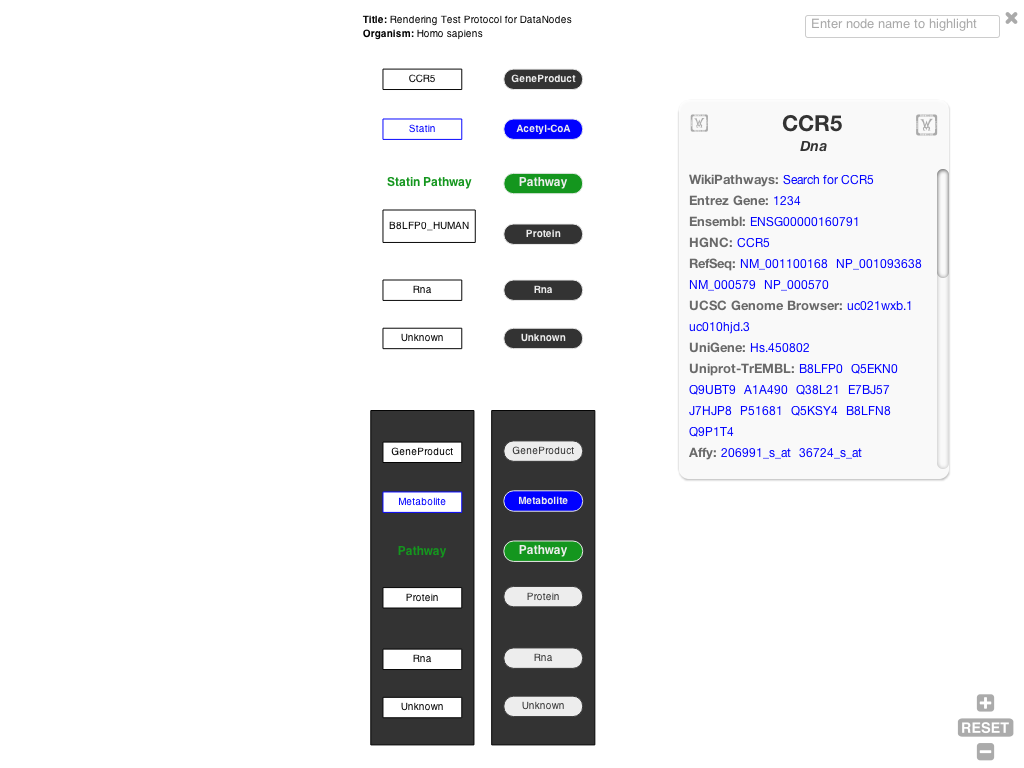 Title: Rendering Test Protocol for DataNodes
Organism: Homo sapiens
Enter node name to highlight
CCR5 GeneProduct
Statin Acetyl-CoA
Statin Pathway Pathway
B8LFP0_HUMAN Protein
Rna Rna
Unknown Unknown
CCR5
Dna
WikiPathways: Search for CCR5
Entrez Gene: 1234
Ensembl: ENSG00000160791
HGNC: CCR5
RefSeq: NM_001100168 NP_001093638
NM_000579 NP_000570
UCSC Genome Browser: uc021wxb.1
uc010hjd.3
UniGene: Hs.450802
Uniprot-TrEMBL: B8LFP0 Q5EKN0
Q9UBT9 A1A490 Q38L21 E7BJ57
J7HJP8 P51681 Q5KSY4 B8LFN8
Q9P1T4
Affy: 206991_s_at 36724_s_at
GeneProduct GeneProduct
Metabolite Metabolite
Pathway Pathway
Protein Protein
Rna Rna
Unknown Unknown
RESET